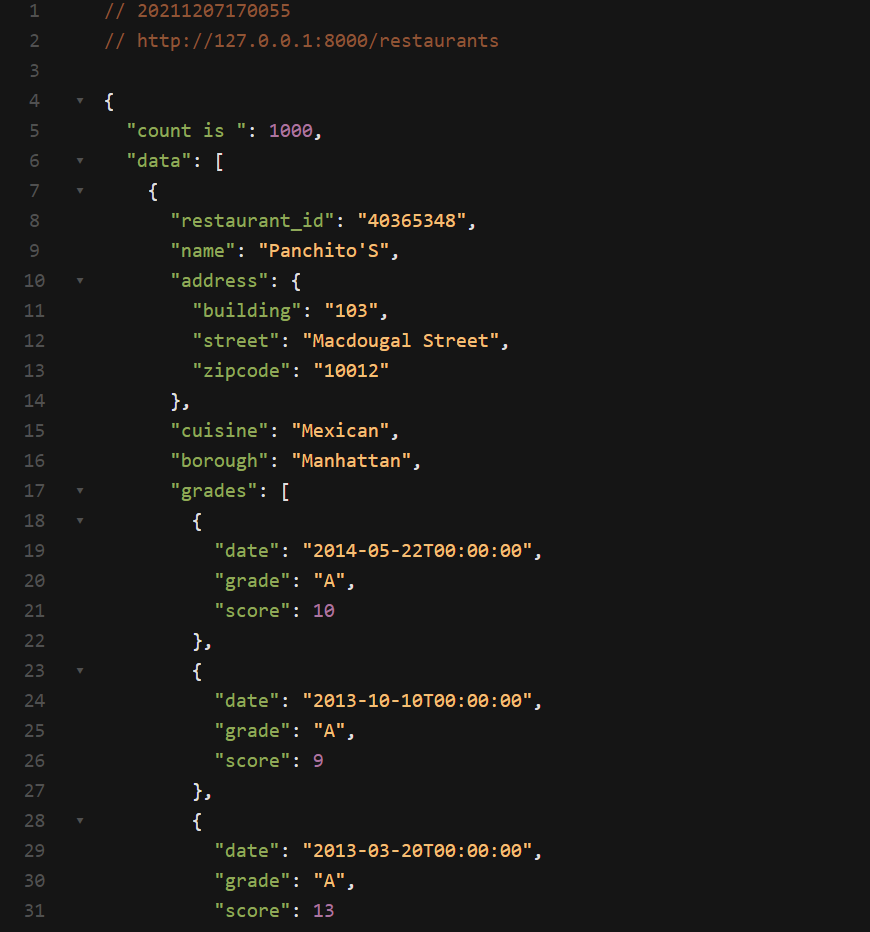 1 // 20211207170055
2 // http://127.0.0.1:8000/restaurants
3
4 {
5 "count is ": 1000,
6 "data": [
7 {
8 "restaurant_id": "40365348",
9 "name": "Panchito'S",
10 "address": {
11 "building": "103",
12 "street": "Macdougal Street",
13 "zipcode": "10012"
14 },
15 "cuisine": "Mexican",
16 "borough": "Manhattan",
17 "grades": [
18 {
19 "date": "2014-05-22T00:00:00",
20 "grade": "A",
21 "score": 10
22 },
23 {
24 "date": "2013-10-10T00:00:00",
25 "grade": "A",
26 "score": 9
27 },
28 {
29 "date": "2013-03-20T00:00:00",
30 "grade": "A",
31 "score": 13